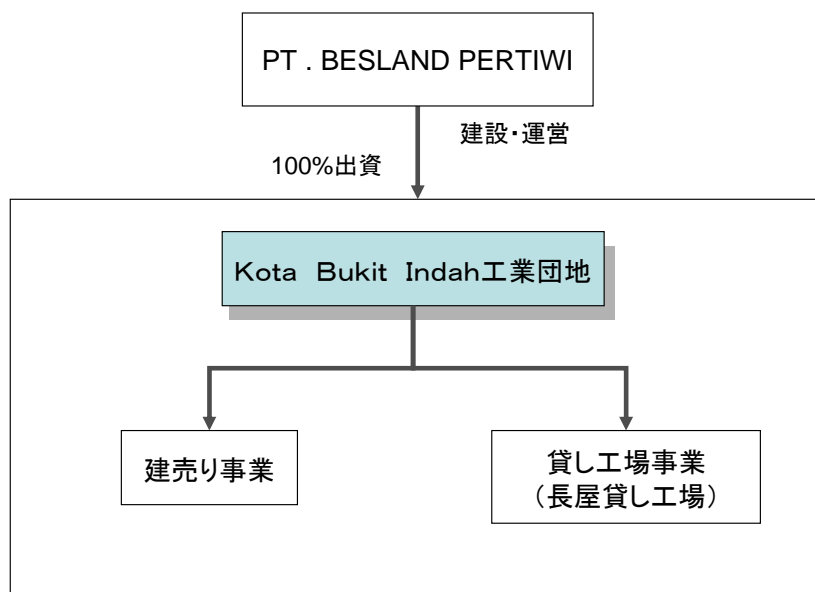 PT . BESLAND PERTIWI
建設・運営
100%出資
Ｋｏｔａ　Ｂｕｋｉｔ　Ｉｎｄａｈ工業団地
建売り事業
貸し工場事業
（長屋貸し工場）